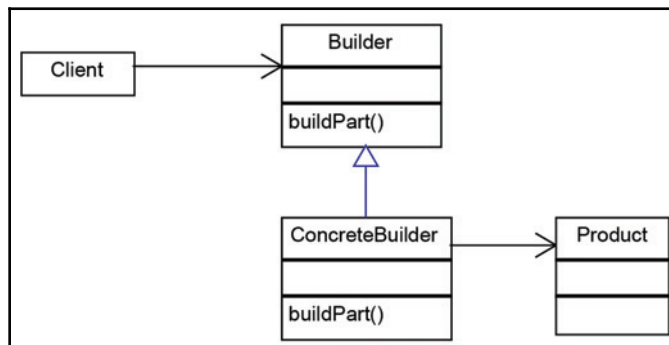 Builder
Client
buildPart()
ConcreteBuilder
Product
buildPart()